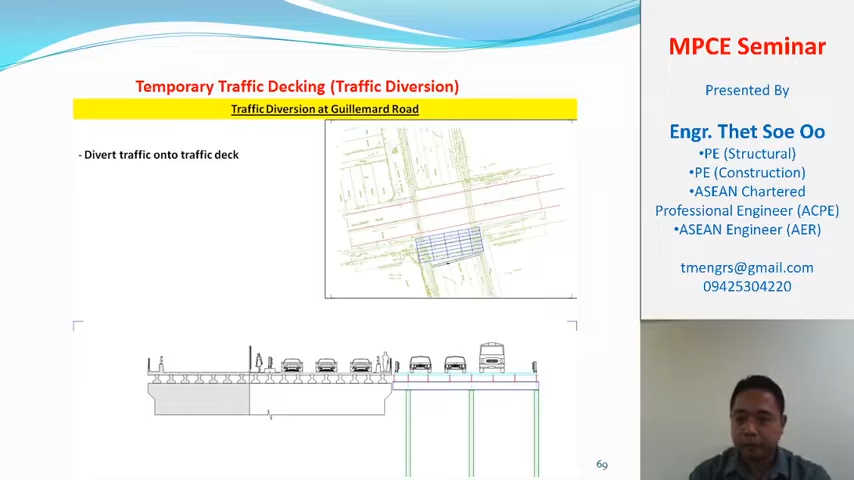 Temporary Traffic Decking (Traffic Diversion)
Traffic Diversion at Guillemard Road
- Divert traffic onto traffic deck
69
MPCE Seminar
Presented By
Engr. Thet Soe Oo
•PE (Structural)
•PE (Construction)
•ASEAN Chartered
Professional Engineer (ACPE)
•ASEAN Engineer (AER)
tmengrs@gmail.com
09425304220